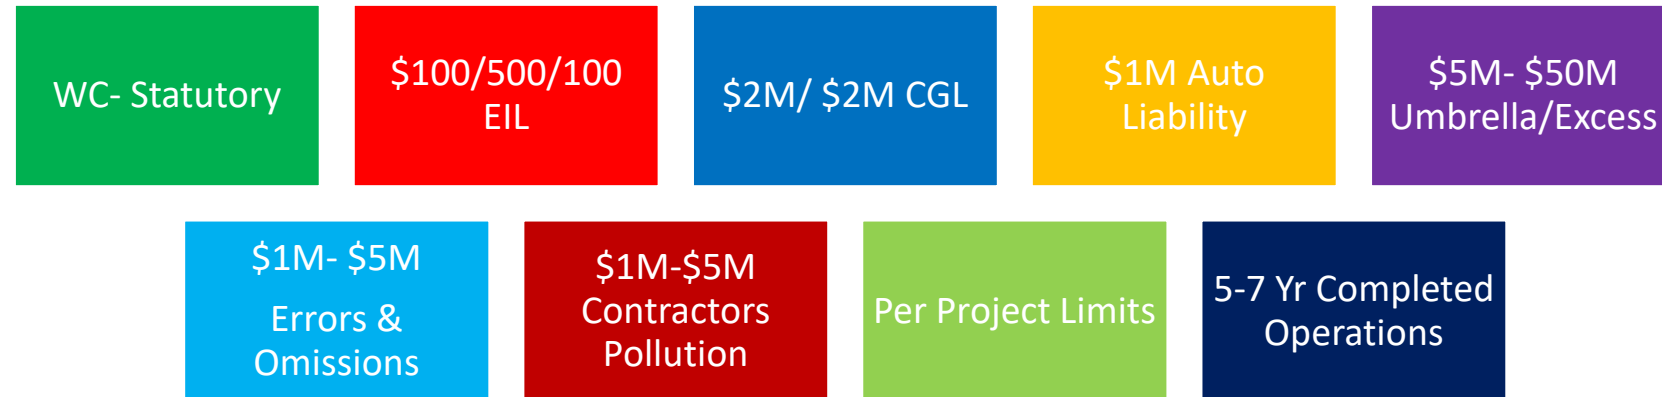 WC- Statutory
$100/500/100
EIL
$2M/ $2M CGL
$1M Auto
Liability
$5M- $50M
Umbrella/Excess
$1M- $5M
Errors &
Omissions
$1M-$5M
Contractors
Pollution
Per Project Limits
5-7 Yr Completed
Operations